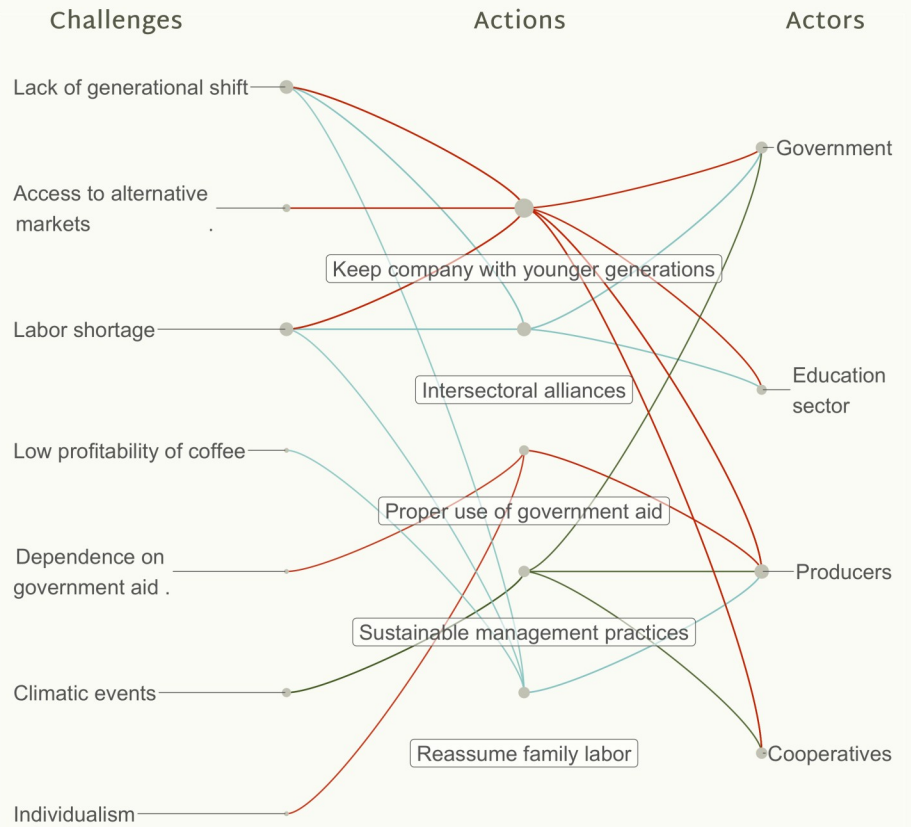 Challenges
Actions
Actors
Lack of generational shift
Government
Access to alternative
markets .
Keep company with younger generations
Labor shortage
Education
sector
Intersectoral alliances
Low profitability of coffee
Proper use of government aid
Dependence on
government aid .
Producers
Sustainable management practices
Climatic events
Reassume family labor
Cooperatives
Individualism